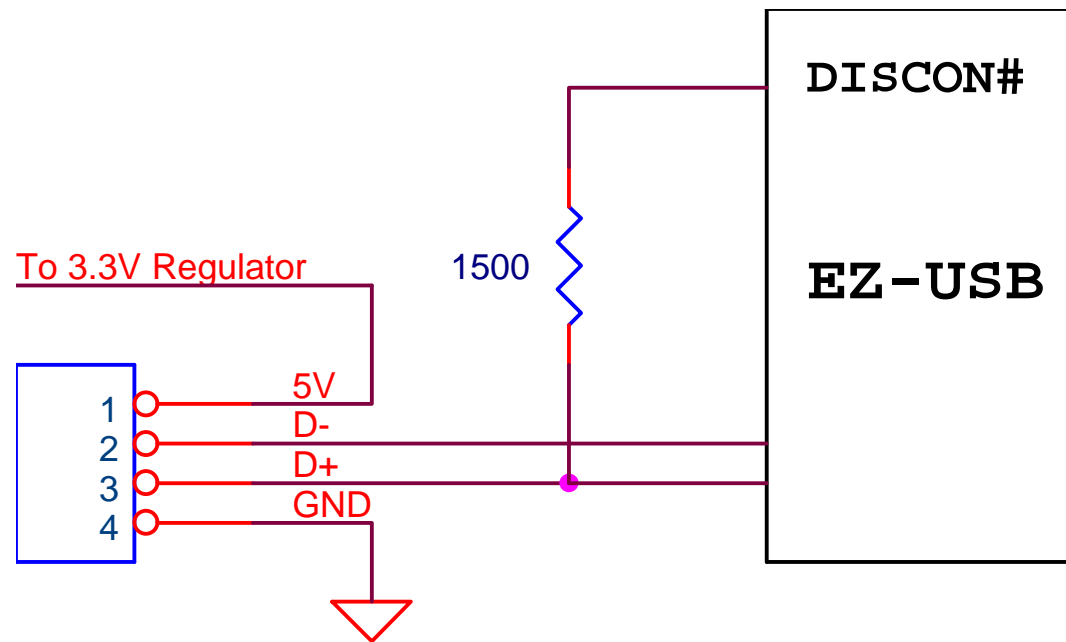 DISCON#
To 3.3V Regulator
1500
EZ-USB
1 5V
2 D-
3 D+
4 GND